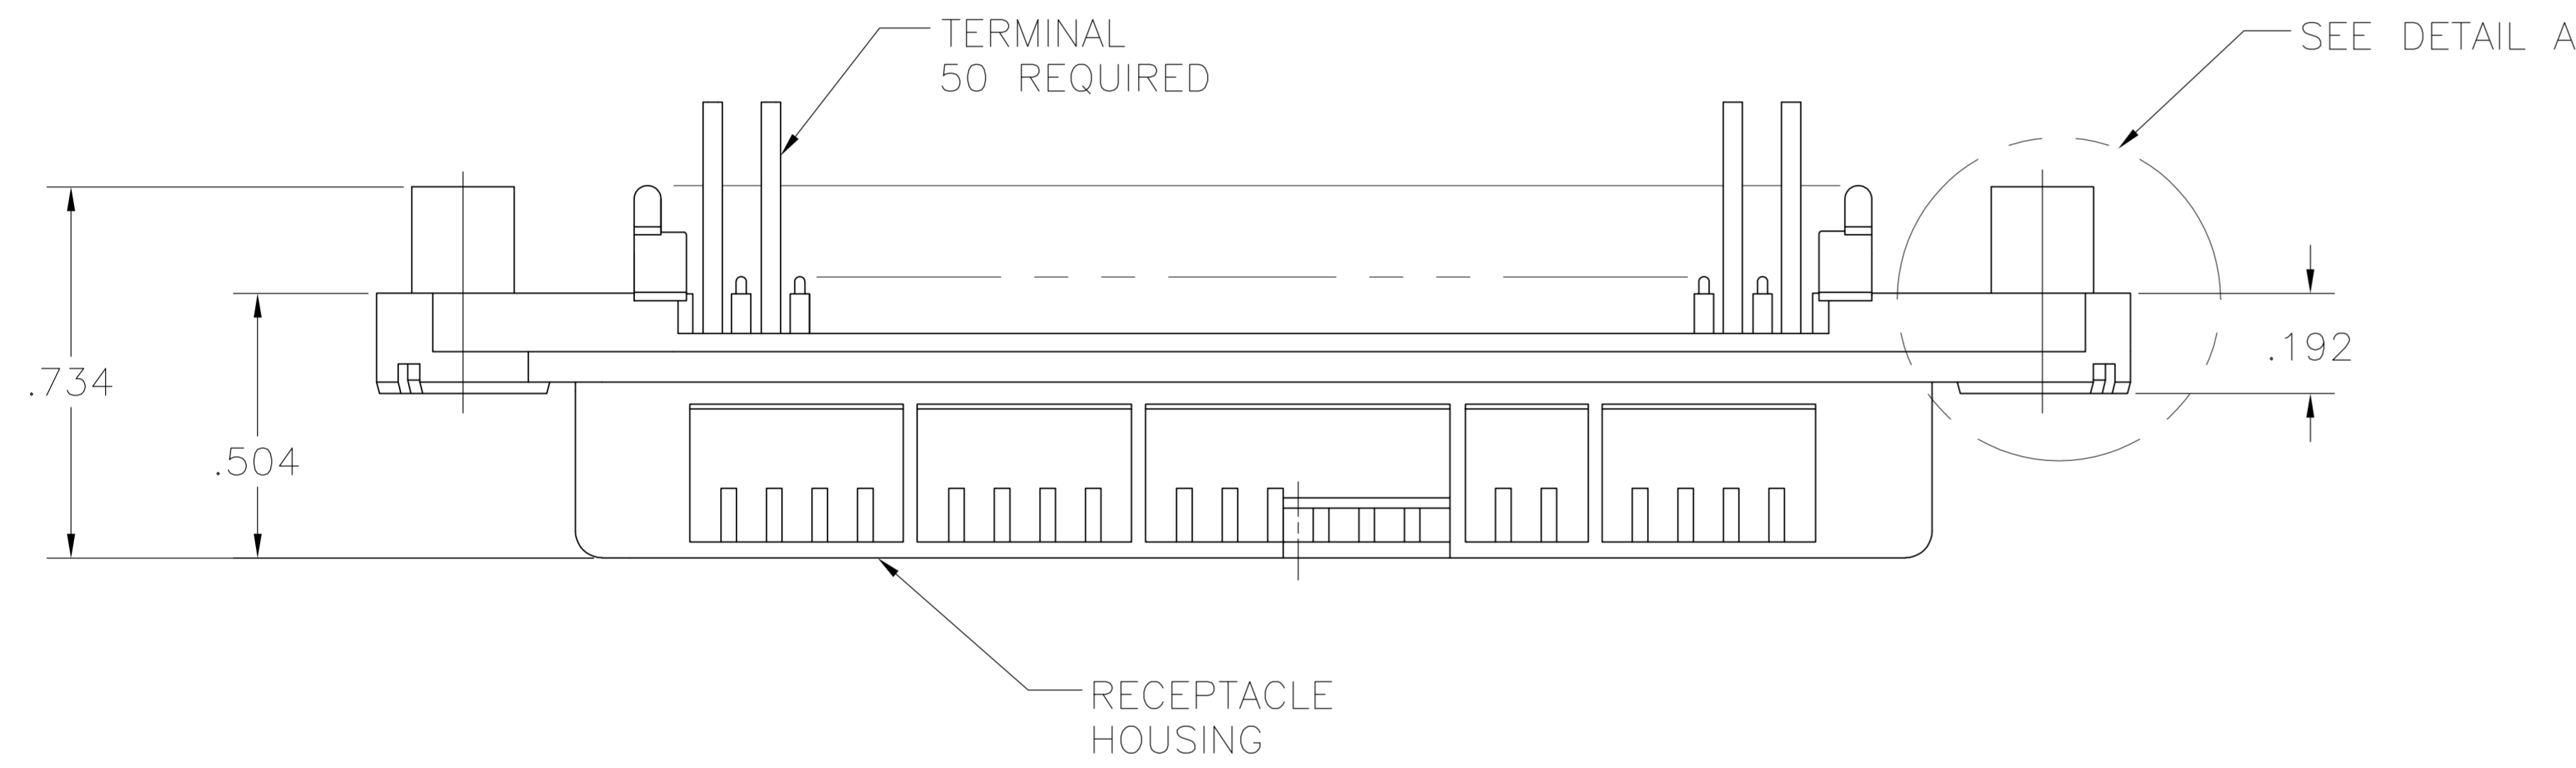 TERMINAL
50 REQUIRED
SEE DETAIL A
.734
.504
.192
RECEPTACLE
HOUSING